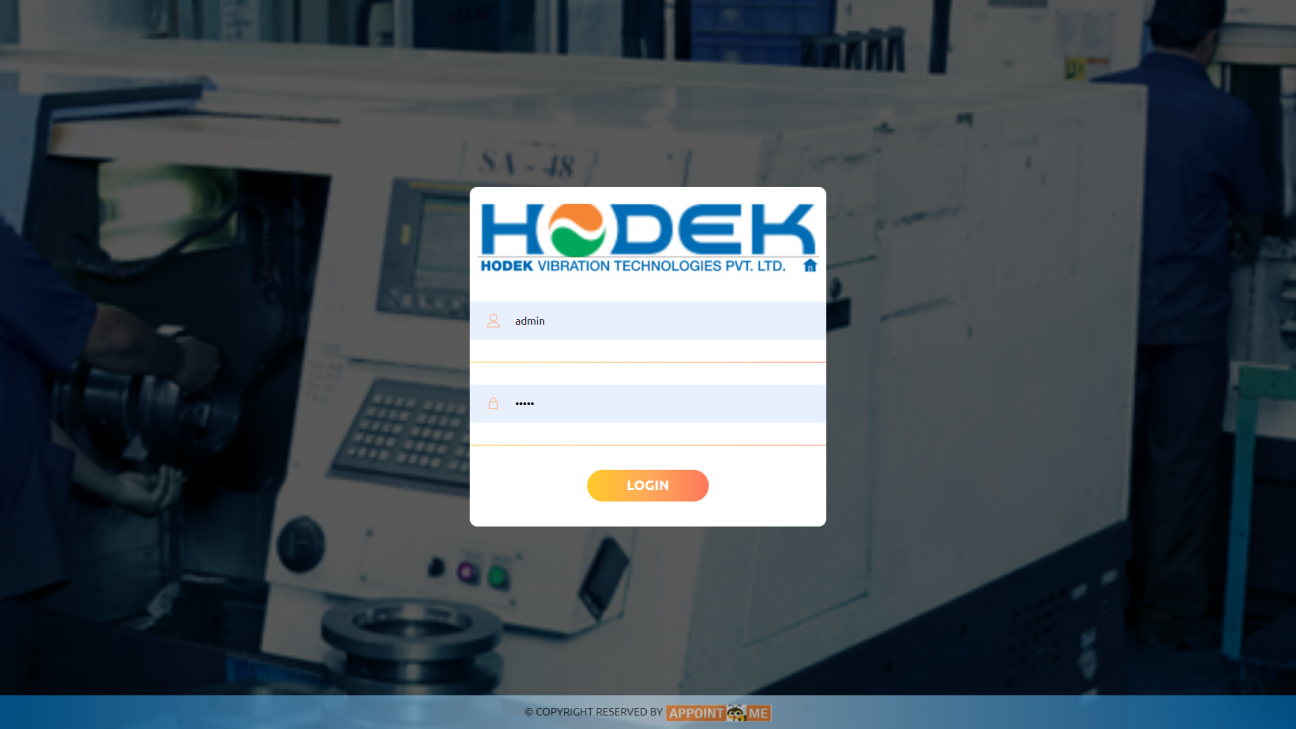 SA - 48
HODEK
HODEK VIBRATION TECHNOLOGIES PVT. LTD.
admin
•••••
LOGIN
© COPYRIGHT RESERVED BY APPOINT ME